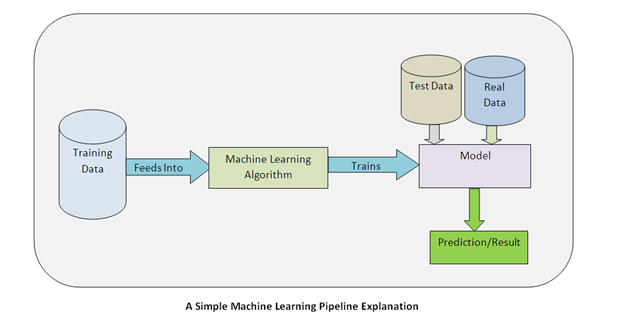 Test Data
Real
Data
Training
Data
Feeds Into
Machine Learning
Algorithm
Trains
Model
Prediction/Result
A Simple Machine Learning Pipeline Explanation